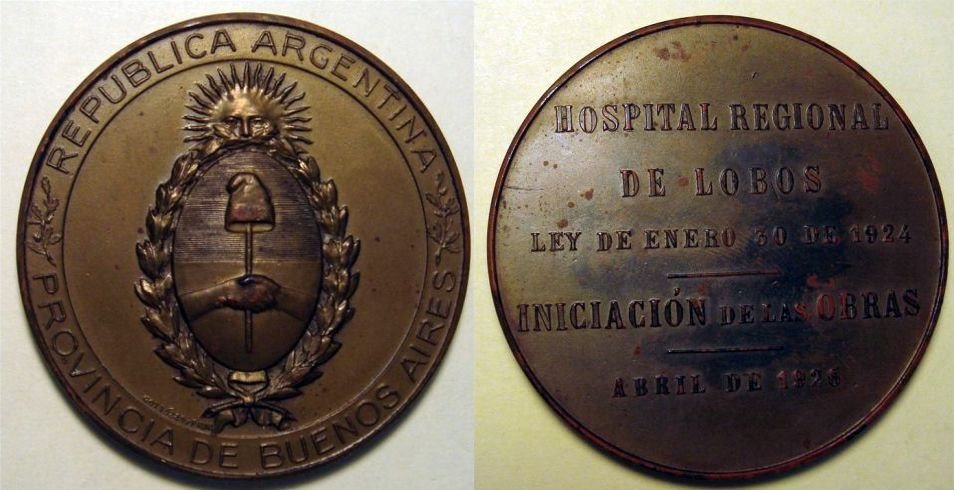 REPUBLICA ARGENTINA
PROVINCIA DE BUENOS AIRES
HOSPITAL REGIONAL
DE LOBOS
LEY DE ENERO 30 DE 1924
INICIACIÓN DE LAS OBRAS
ABRIL DE 1926